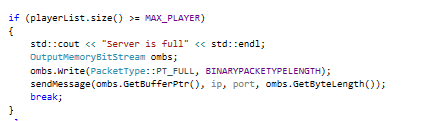 if (playerList.size() >= MAX_PLAYER)
{
std::cout << "Server is full" << std::endl;
OutputMemoryBitStream ombs;
ombs.Write(PacketType::PT_FULL, BINARYPACKETYPELENGTH);
sendMessage(ombs.GetBufferPtr(), ip, port, ombs.GetByteLength());
break;
}